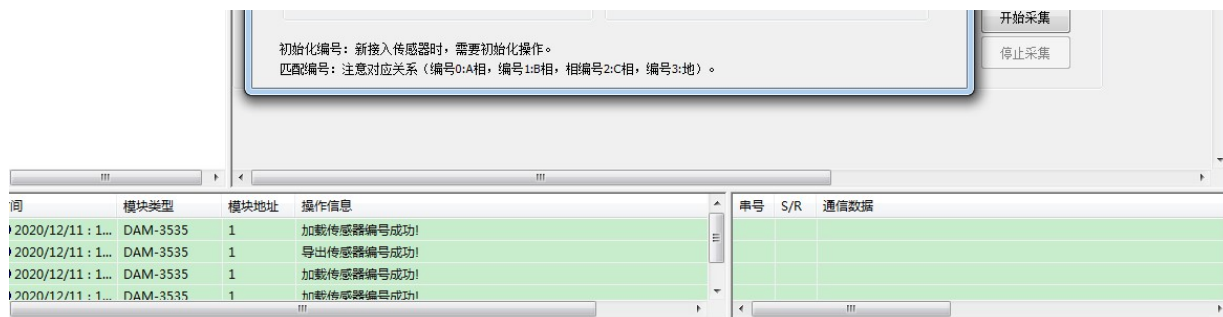 开始采集
初始化编号：新接入传感器时，需要初始化操作。
停止采集
匹配编号：注意对应关系（编号0:A相，编号1:B相，相编号2:C相，编号3:地）。
间 模块类型 模块地址 操作信息 串号 S/R 通信数据
2020/12/11 : 1... DAM-3535 1 加载传感器编号成功!
2020/12/11 : 1... DAM-3535 1 导出传感器编号成功!
2020/12/11 : 1... DAM-3535 1 加载传感器编号成功!
2020/12/11 : 1... DAM-3535 1 加载传感器编号成功!